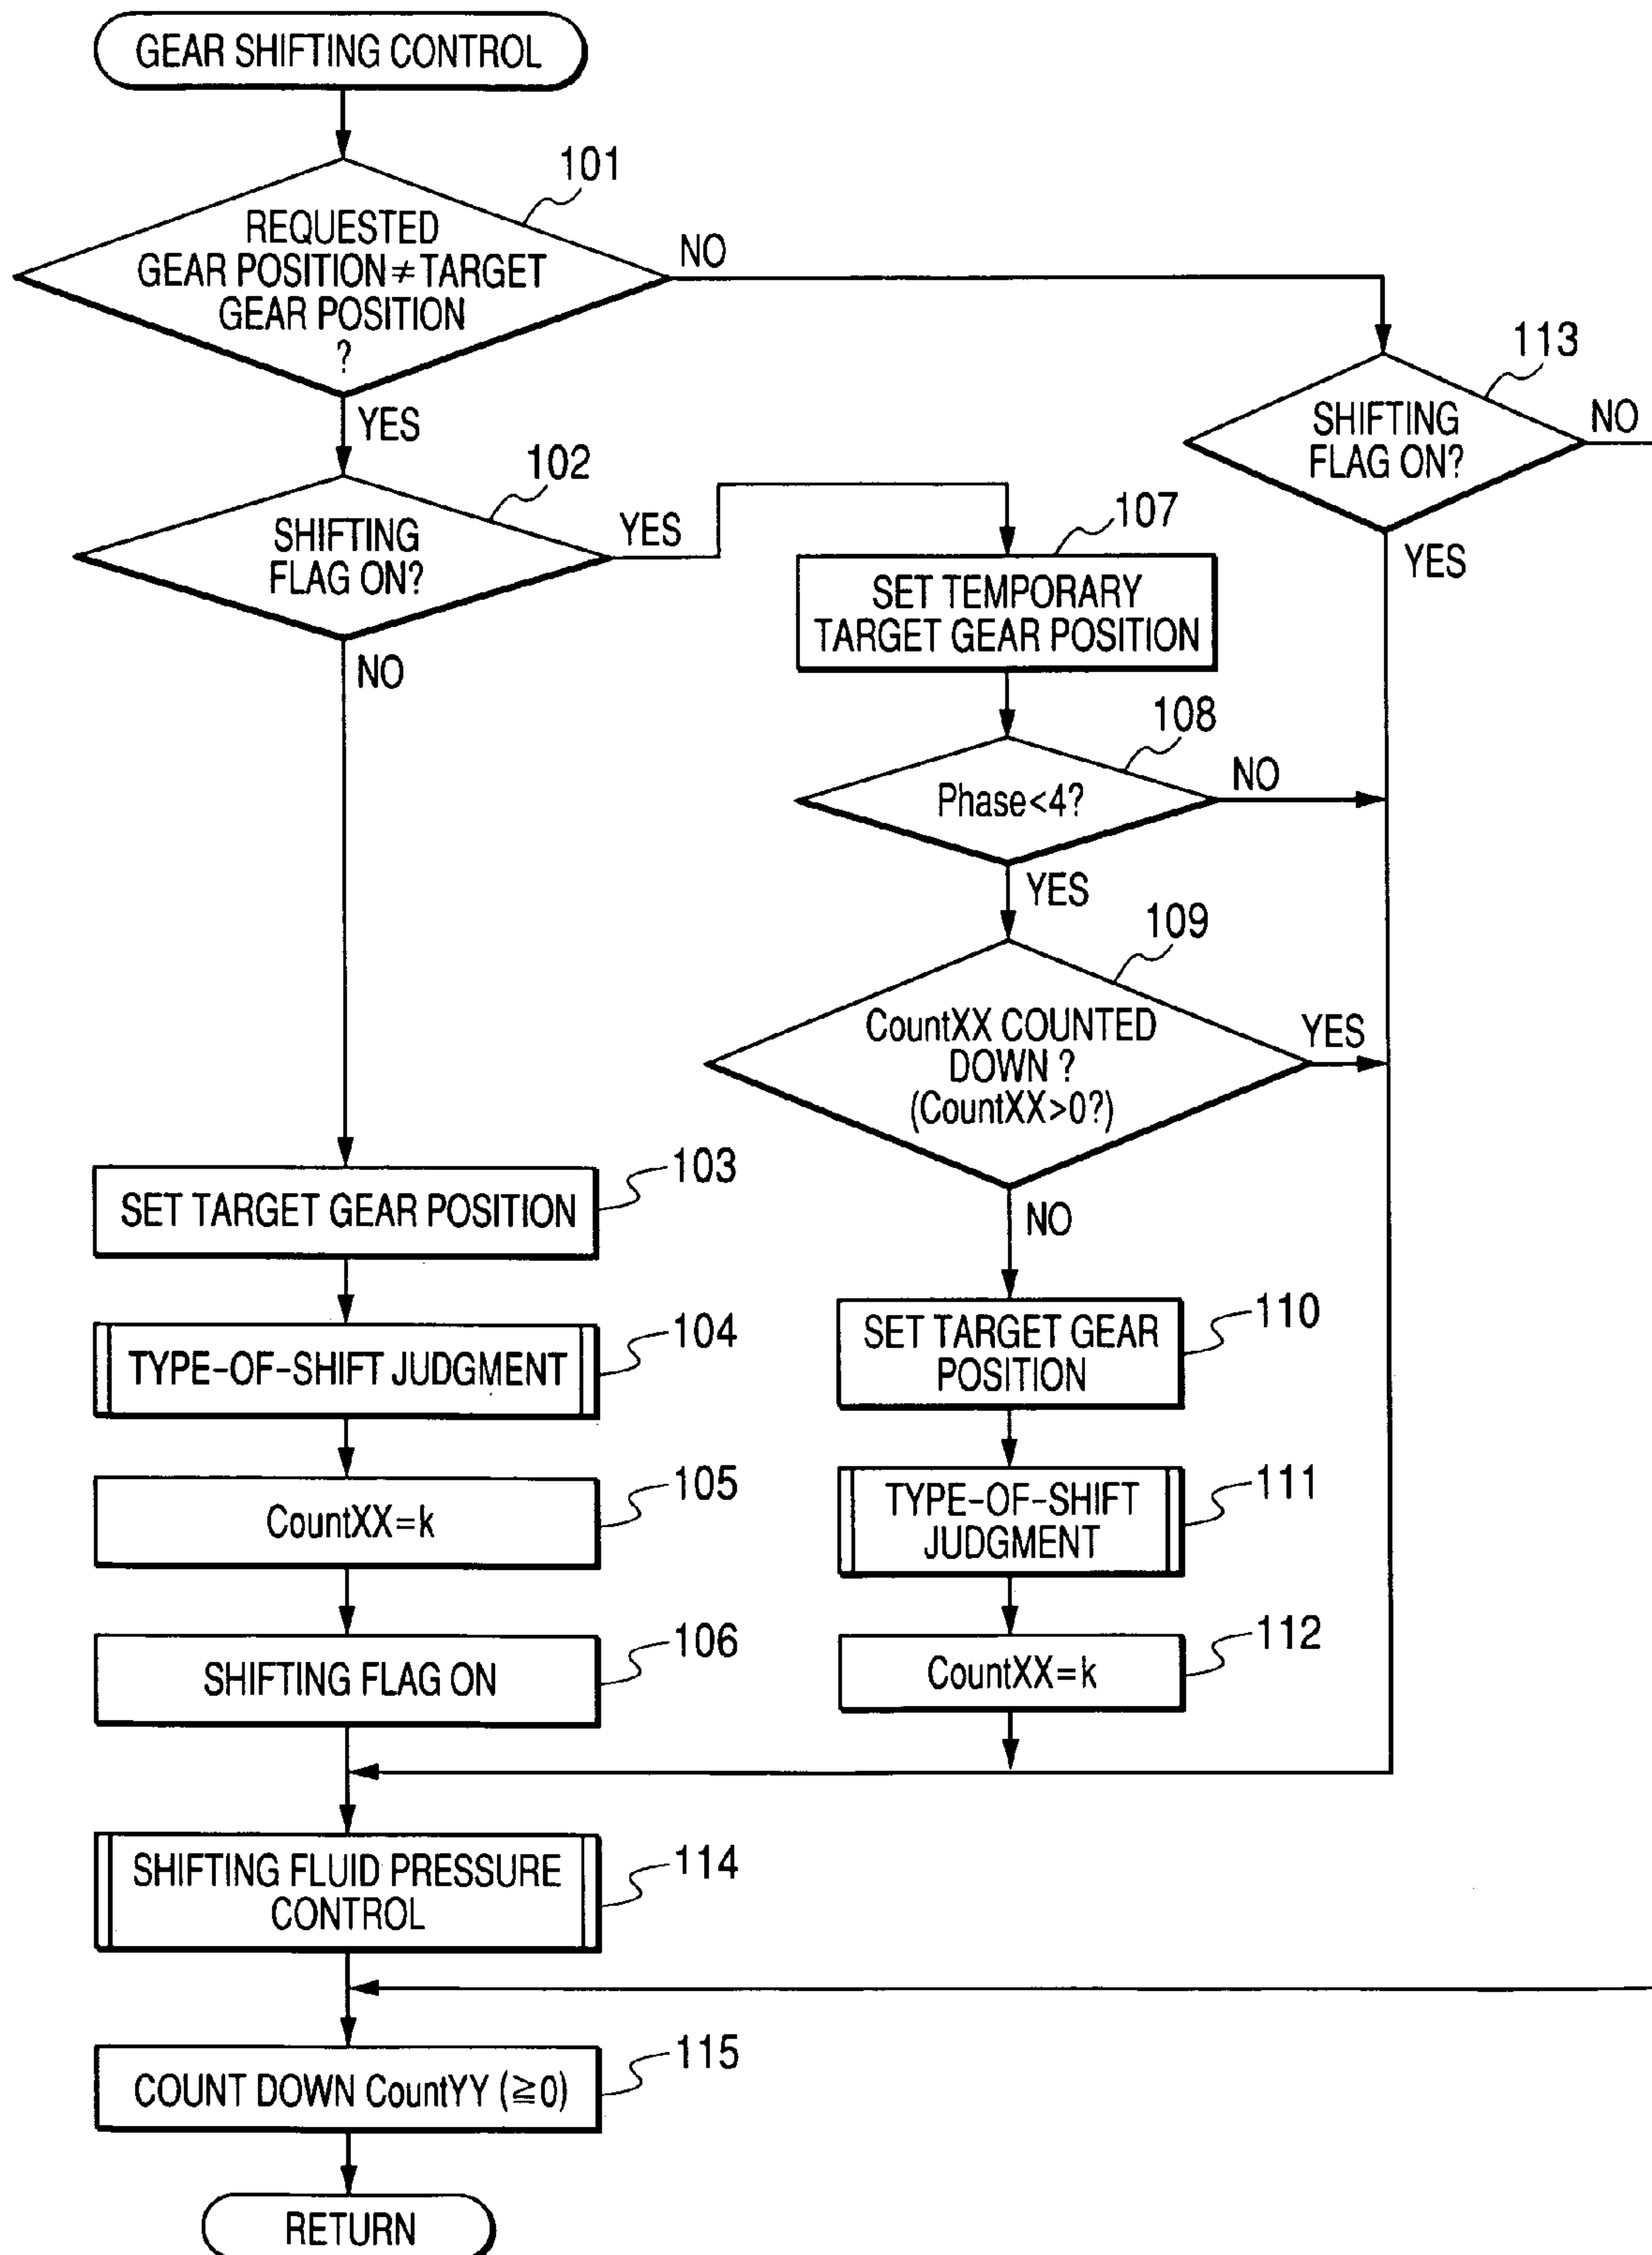 GEAR SHIFTING CONTROL
101
REQUESTED
GEAR POSITION≠TARGET
GEAR POSITION
?
NO
YES
113
SHIFTING
FLAG ON?
NO
YES
102
SHIFTING
FLAG ON?
YES
NO
107
SET TEMPORARY
TARGET GEAR POSITION
108
Phase<4?
NO
YES
109
CountXX COUNTED
DOWN ?
(CountXX>0?)
YES
NO
103
SET TARGET GEAR POSITION
104
TYPE-OF-SHIFT JUDGMENT
105
CountXX=k
106
SHIFTING FLAG ON
110
SET TARGET GEAR
POSITION
111
TYPE-OF-SHIFT
JUDGMENT
112
CountXX=k
114
SHIFTING FLUID PRESSURE
CONTROL
115
COUNT DOWN CountYY (≧0)
RETURN